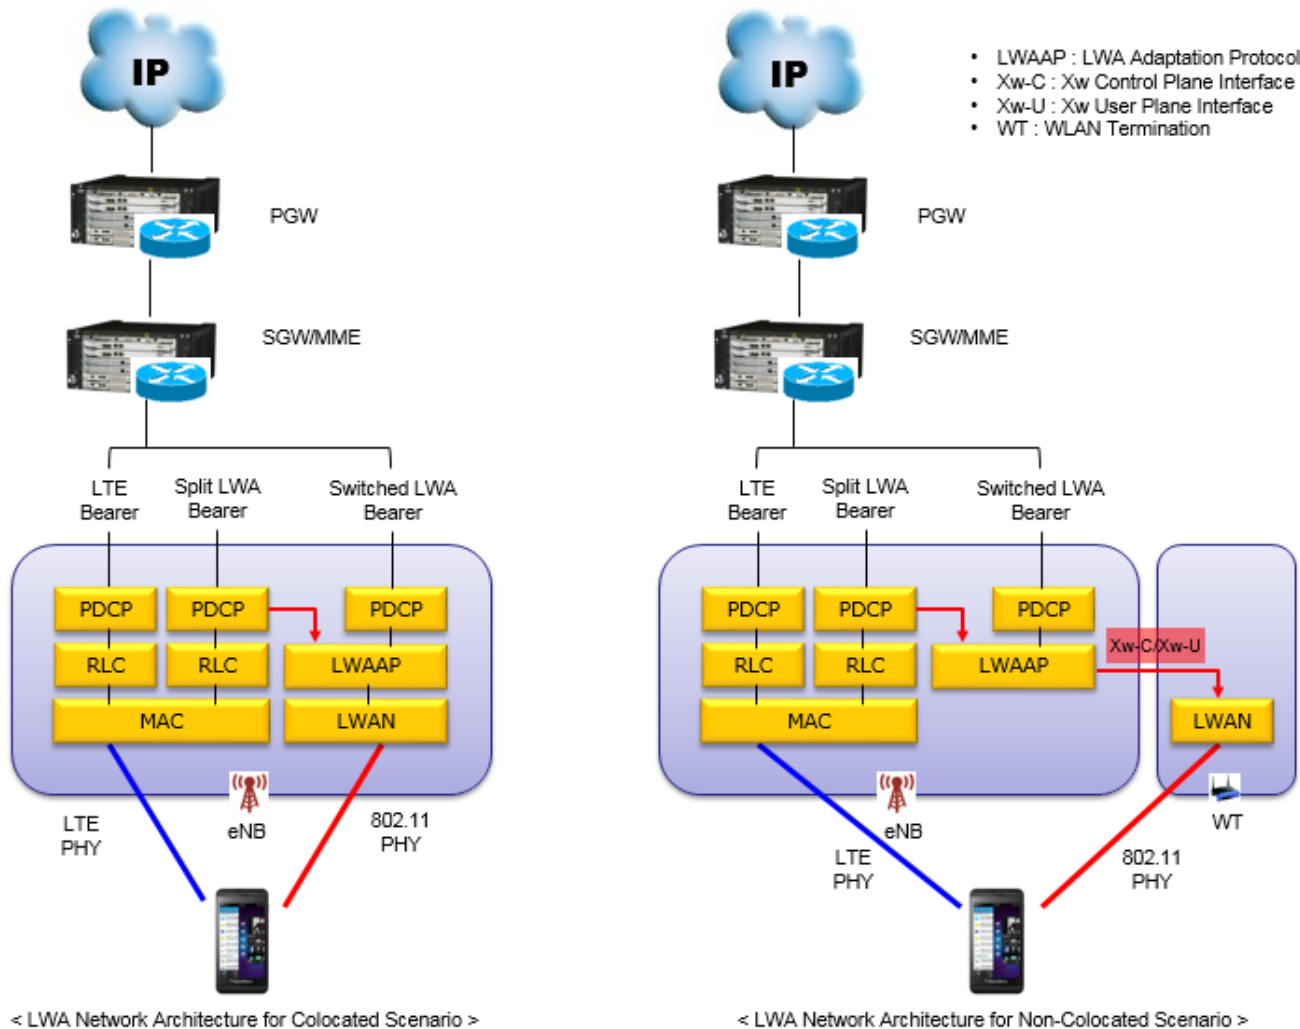 IP
PGW
SGW/MME
LTE
Bearer
Split LWA
Bearer
Switched LWA
Bearer
PDCP
PDCP
PDCP
RLC
RLC
LWAAP
MAC
LWAN
LTE
PHY
eNB
802.11
PHY
< LWA Network Architecture for Colocated Scenario >
IP
• LWAAP : LWA Adaptation Protocol
• Xw-C : Xw Control Plane Interface
• Xw-U : Xw User Plane Interface
• WT : WLAN Termination
PGW
SGW/MME
LTE
Bearer
Split LWA
Bearer
Switched LWA
Bearer
PDCP
PDCP
PDCP
RLC
RLC
LWAAP
Xw-C/Xw-U
MAC
LWAN
eNB
WT
LTE
PHY
802.11
PHY
< LWA Network Architecture for Non-Colocated Scenario >